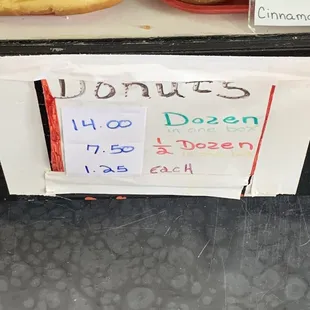 Cinnamo
Donuts
14.00 Dozen
in one box
7.50 1/2 Dozen
1.25 EACH